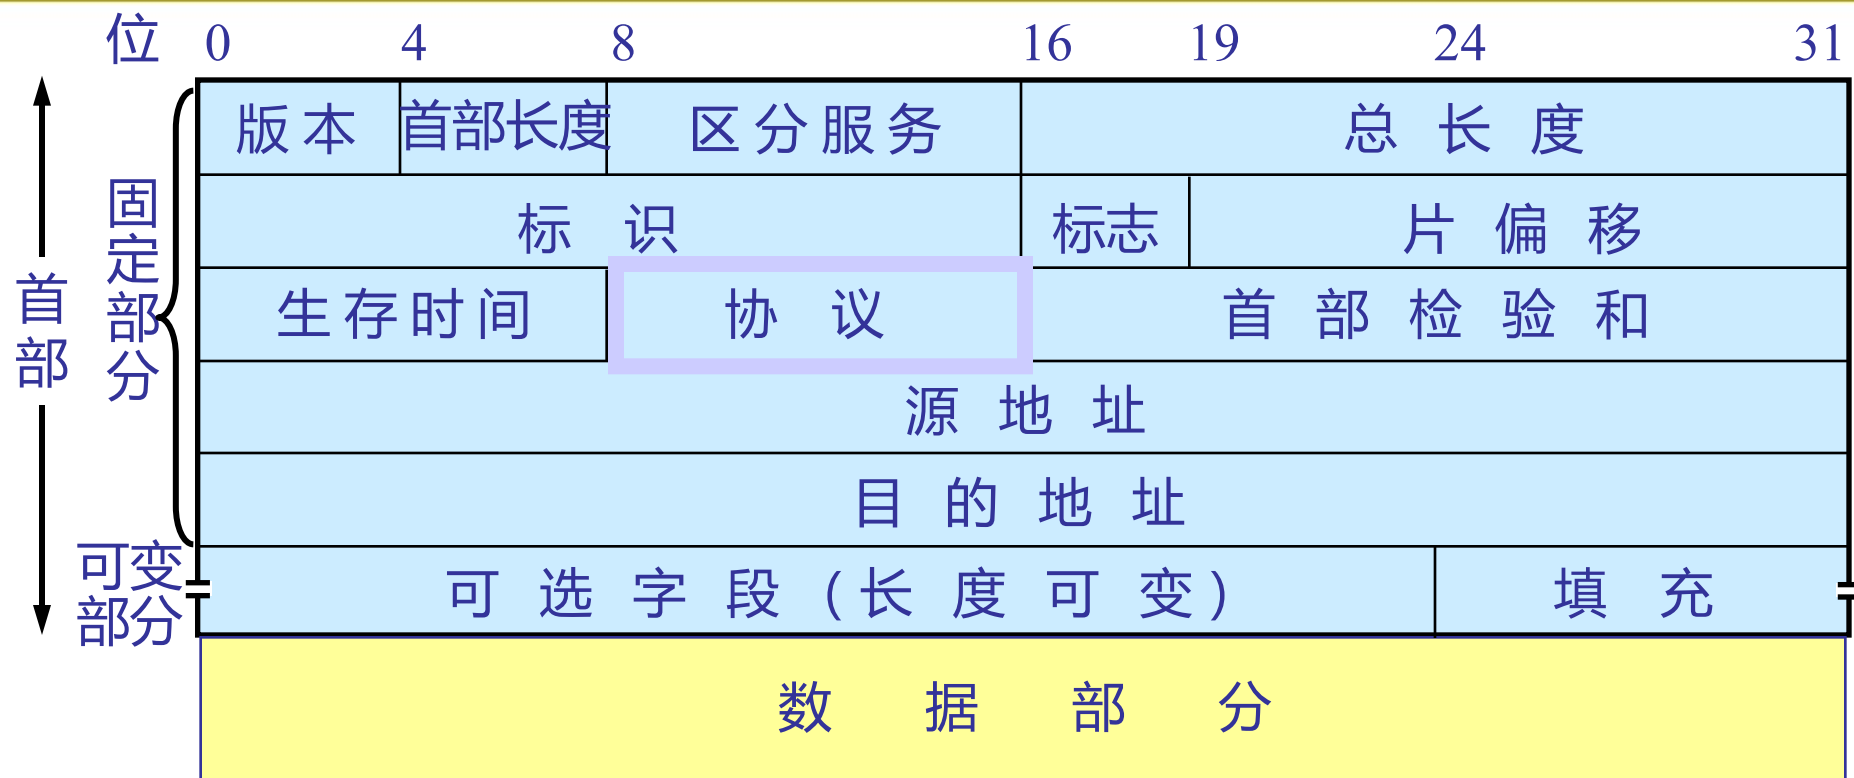 位 0 4 8 16 19 24 31
版本 首部长度 区分服务 总长度
标识 标志 片偏移
生存时间 协议 首部检验和
源地址
目的地址
可选字段(长度可变) 填充
数据部分
首部
固定部分
可变
部分